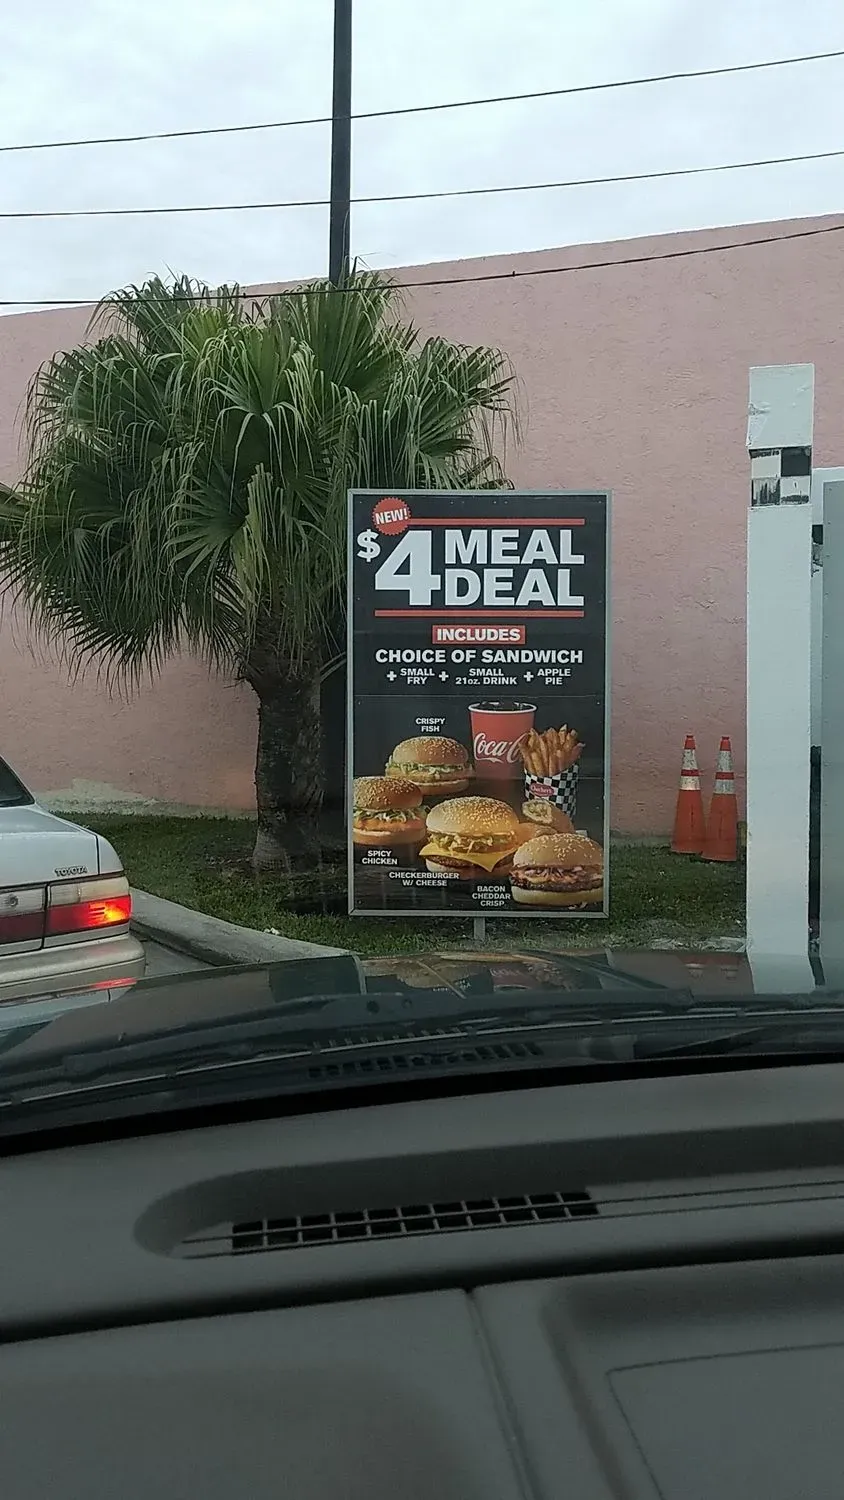 NEW!
$4 MEAL
DEAL
INCLUDES
CHOICE OF SANDWICH
+ SMALL FRY + SMALL 21oz. DRINK + APPLE PIE
CRISPY
FISH
Coca-C
Checkers
SPICY
CHICKEN
CHECKERBURGER
W/ CHEESE
BACON
CHEDDAR
CRISP
TOYOTA